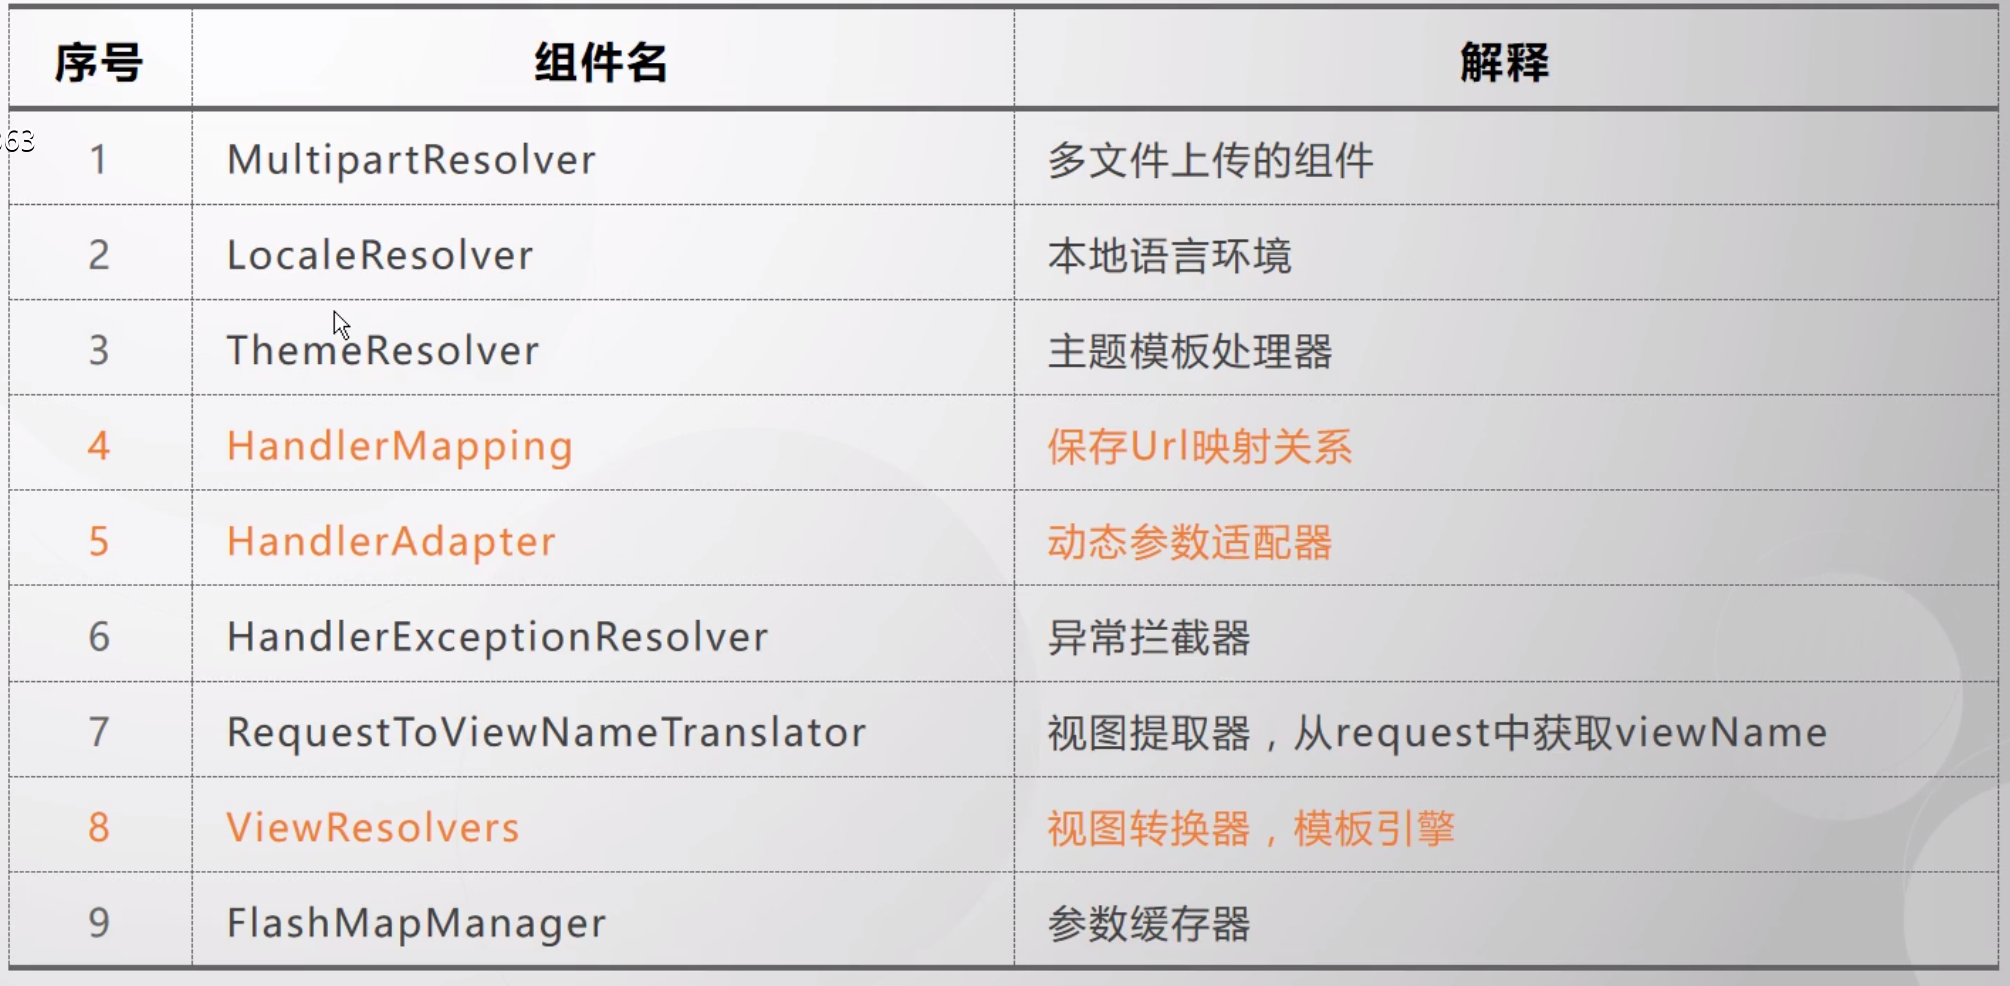 序号 组件名 解释
63
1 MultipartResolver 多文件上传的组件
2 LocaleResolver 本地语言环境
3 ThemeResolver 主题模板处理器
4 HandlerMapping 保存Url映射关系
5 HandlerAdapter 动态参数适配器
6 HandlerExceptionResolver 异常拦截器
7 RequestToViewNameTranslator 视图提取器，从request中获取viewName
8 ViewResolvers 视图转换器，模板引擎
9 FlashMapManager 参数缓存器